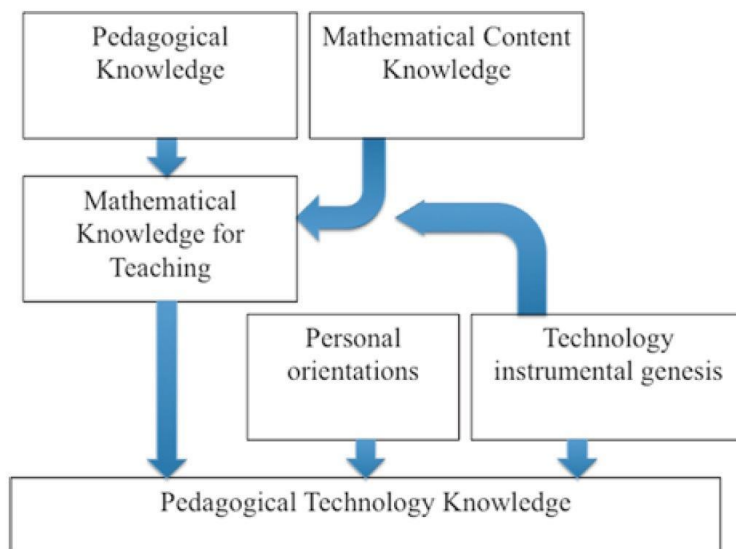 Pedagogical
Knowledge
Mathematical Content
Knowledge
Mathematical
Knowledge for
Teaching
Personal
orientations
Technology
instrumental genesis
Pedagogical Technology Knowledge